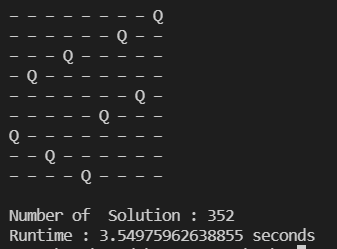 - - - - - - - - Q
- - - - - - Q - -
- - - Q - - - - -
- Q - - - - - - -
- - - - - - - Q -
- - - - - Q - - -
Q - - - - - - - -
- - Q - - - - - -
- - - - Q - - - -
Number of  Solution : 352
Runtime : 3.54975962638855 seconds